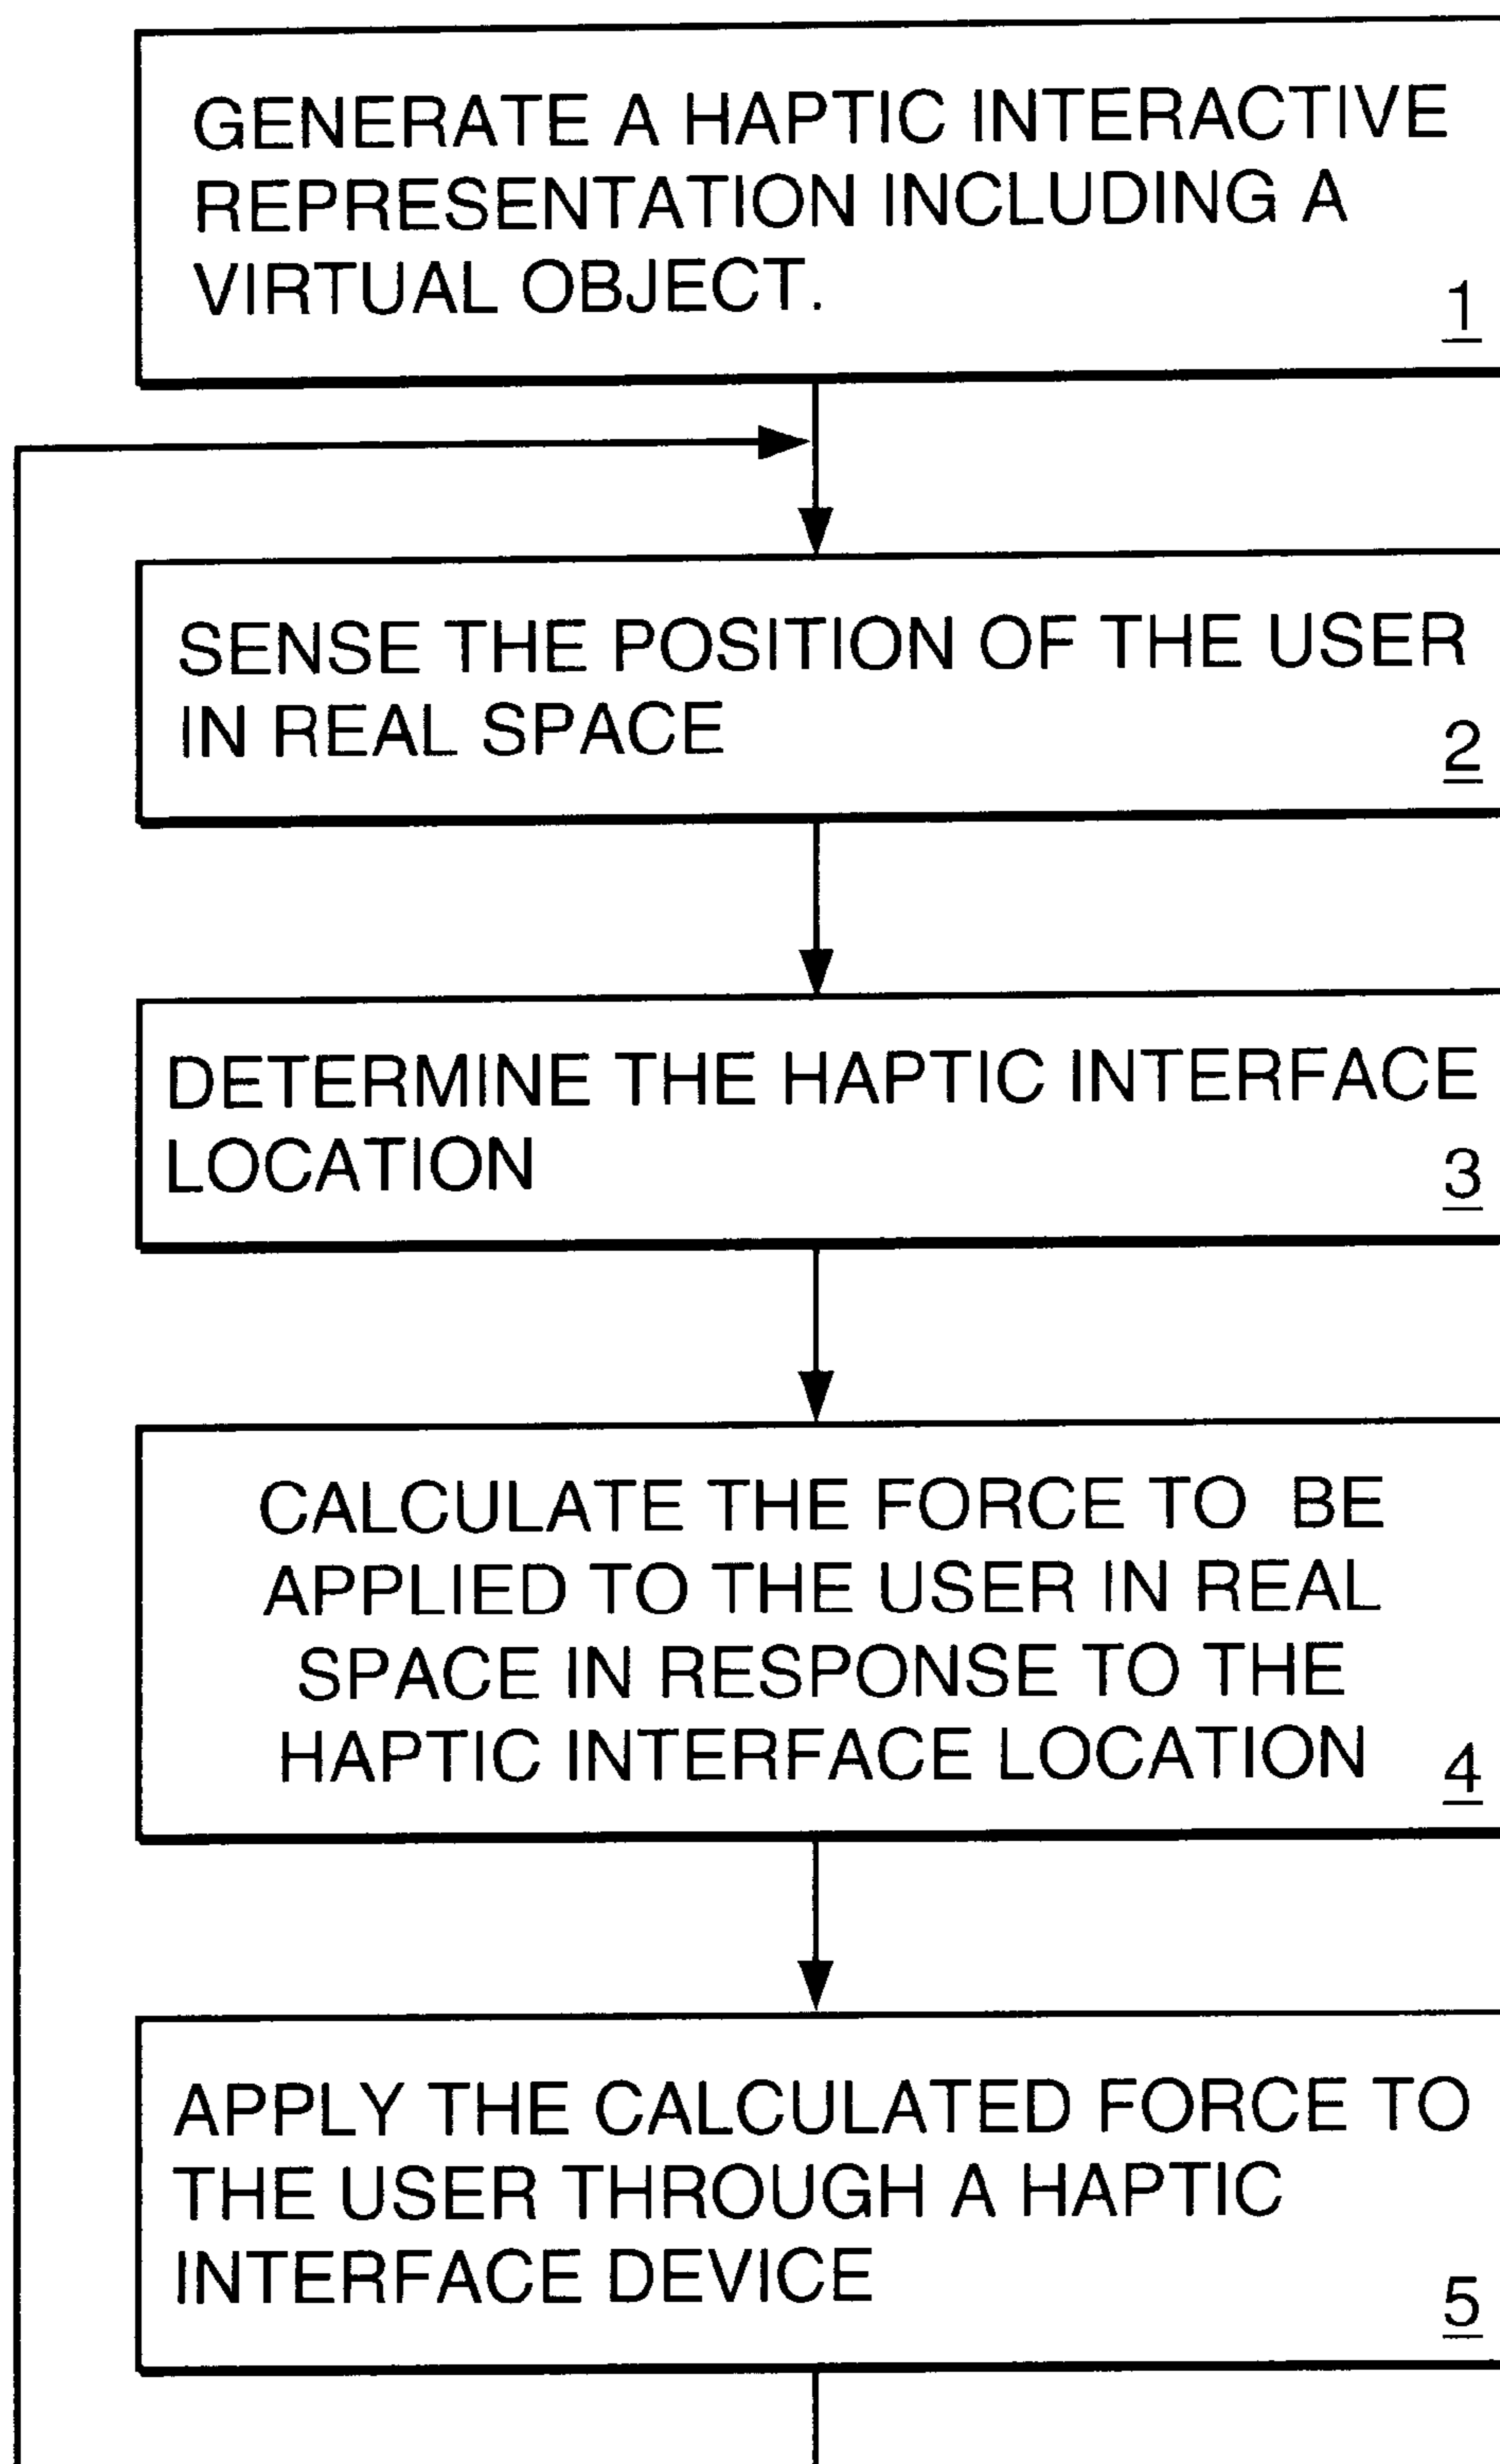 GENERATE A HAPTIC INTERACTIVE
REPRESENTATION INCLUDING A
VIRTUAL OBJECT.
1
SENSE THE POSITION OF THE USER
IN REAL SPACE
2
DETERMINE THE HAPTIC INTERFACE
LOCATION
3
CALCULATE THE FORCE TO BE
APPLIED TO THE USER IN REAL
SPACE IN RESPONSE TO THE
HAPTIC INTERFACE LOCATION
4
APPLY THE CALCULATED FORCE TO
THE USER THROUGH A HAPTIC
INTERFACE DEVICE
5